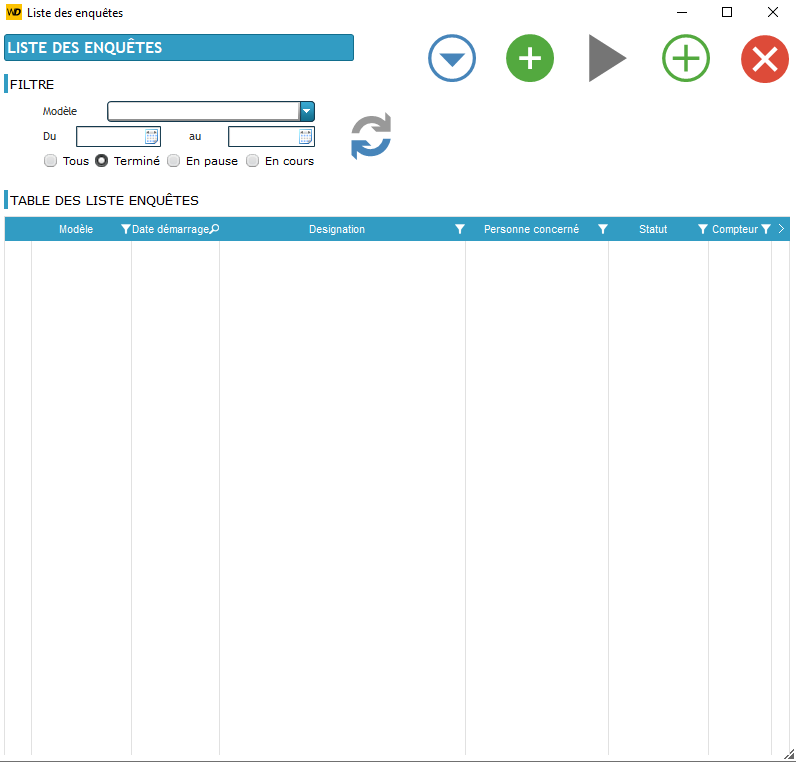 WD Liste des enquêtes
LISTE DES ENQUÊTES
FILTRE
Modèle
Du au
Tous Terminé En pause En cours
TABLE DES LISTE ENQUÊTES
Modèle Date démarrage Designation Personne concerné Statut Compteur